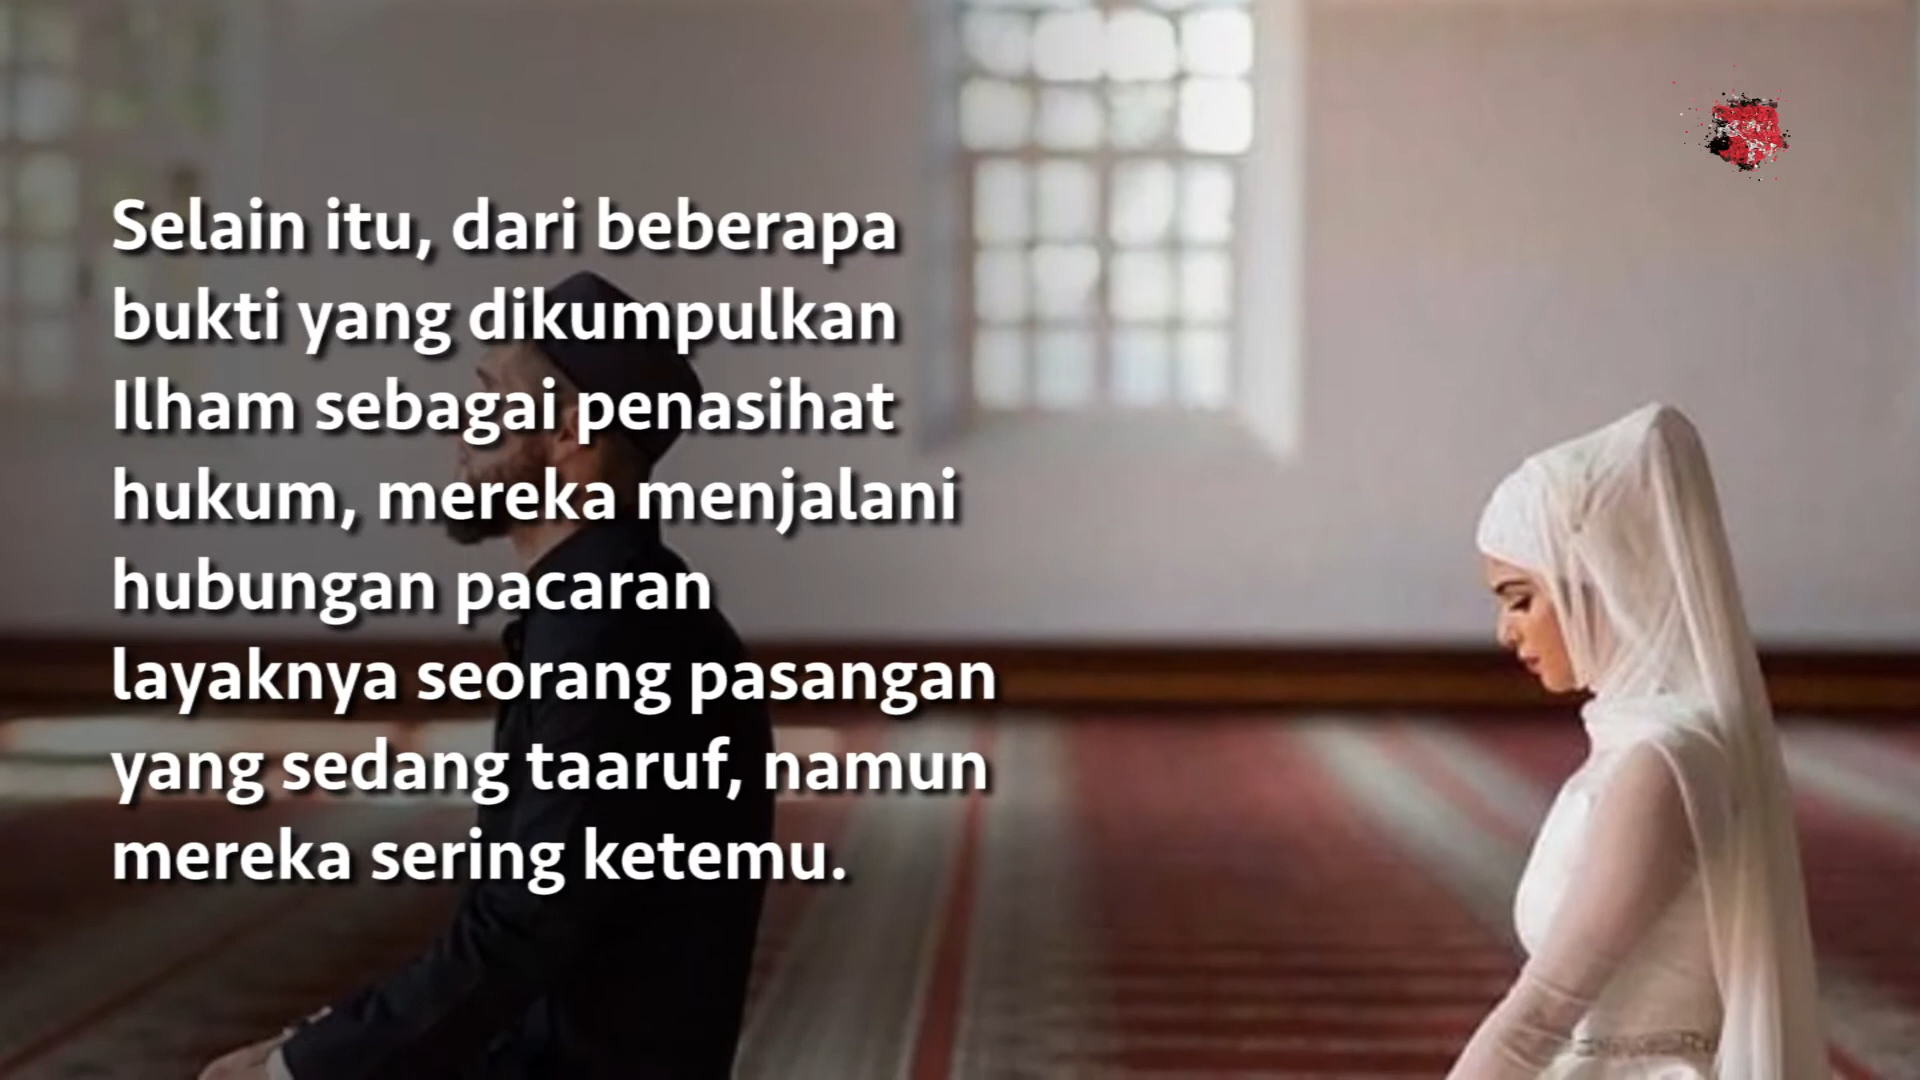 Selain itu, dari beberapa
bukti yang dikumpulkan
Ilham sebagai penasihat
hukum, mereka menjalani
hubungan pacaran
layaknya seorang pasangan
yang sedang taaruf, namun
mereka sering ketemu.